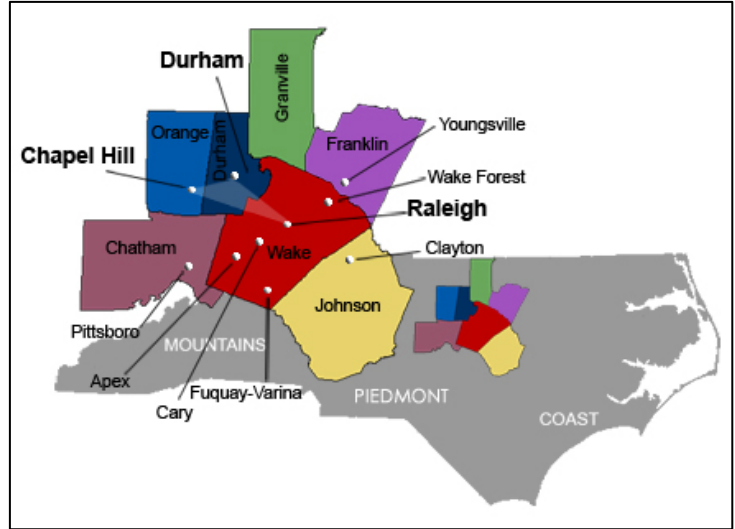 Durham
Granville
Orange
Durham
Franklin
Youngsville
Chapel Hill
Wake Forest
Raleigh
Chatham
Wake
Clayton
Johnson
Pittsboro
MOUNTAINS
Apex
Fuquay-Varina
Cary
PIEDMONT
COAST